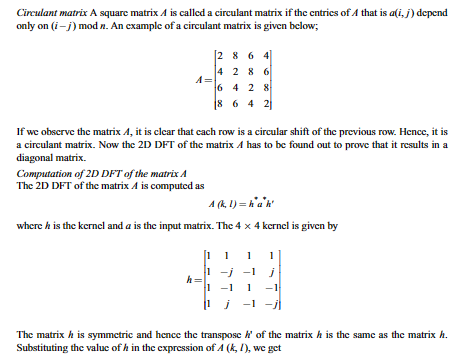 Circulant matrix A square matrix A is called a circulant matrix if the entries of A that is a(i, j) depend
only on (i – j) mod n. An example of a circulant matrix is given below;
A = [2 8 6 4
4 2 8 6
6 4 2 8
8 6 4 2]
If we observe the matrix A, it is clear that each row is a circular shift of the previous row. Hence, it is
a circulant matrix. Now the 2D DFT of the matrix A has to be found out to prove that it results in a
diagonal matrix.
Computation of 2D DFT of the matrix A
The 2D DFT of the matrix A is computed as
A (k, l) = h*a*h'
where h is the kernel and a is the input matrix. The 4 × 4 kernel is given by
h = [1 1 1 1
1 –j –1 j
1 –1 1 –1
1 j –1 –j]
The matrix h is symmetric and hence the transpose h' of the matrix h is the same as the matrix h.
Substituting the value of h in the expression of A (k, l), we get